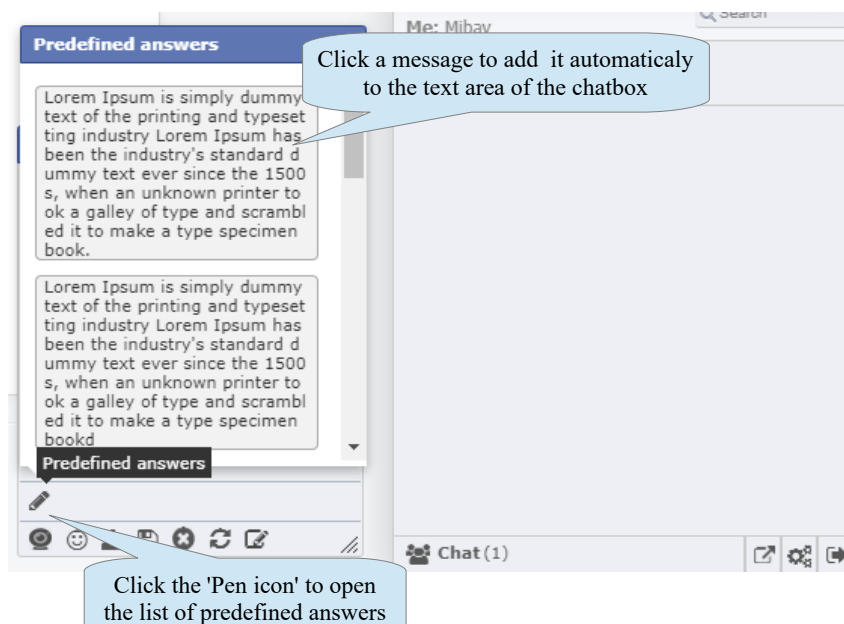 Me: Mibay
Search
Predefined answers
Click a message to add it automaticaly
to the text area of the chatbox
Lorem Ipsum is simply dummy
text of the printing and typeset
ting industry Lorem Ipsum has
been the industry's standard d
ummy text ever since the 1500
s, when an unknown printer to
ok a galley of type and scrambl
ed it to make a type specimen
book.
Lorem Ipsum is simply dummy
text of the printing and typeset
ting industry Lorem Ipsum has
been the industry's standard d
ummy text ever since the 1500
s, when an unknown printer to
ok a galley of type and scrambl
ed it to make a type specimen
bookd
Predefined answers
Chat (1)
Click the 'Pen icon' to open
the list of predefined answers